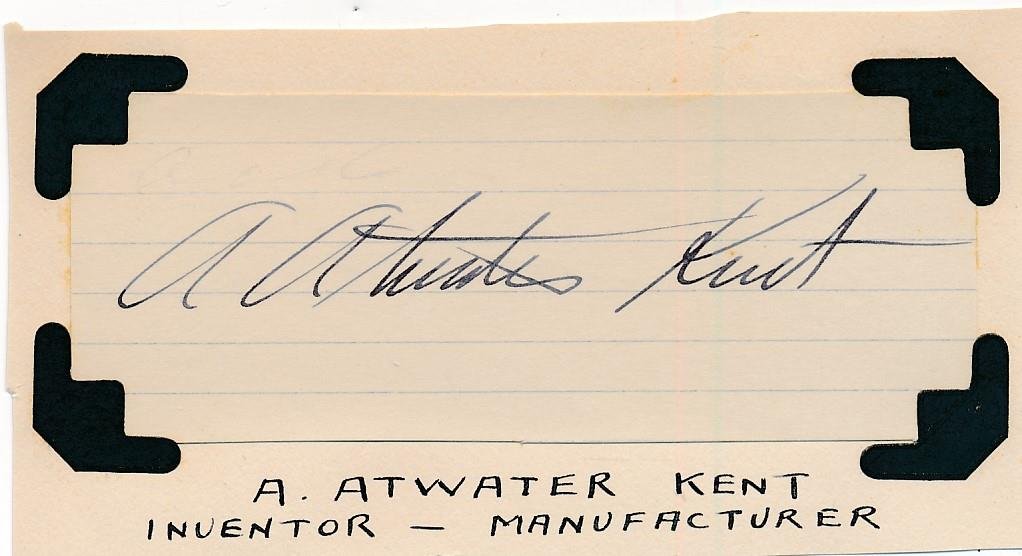 A Atwater Kent
A. ATWATER KENT
INVENTOR — MANUFACTURER